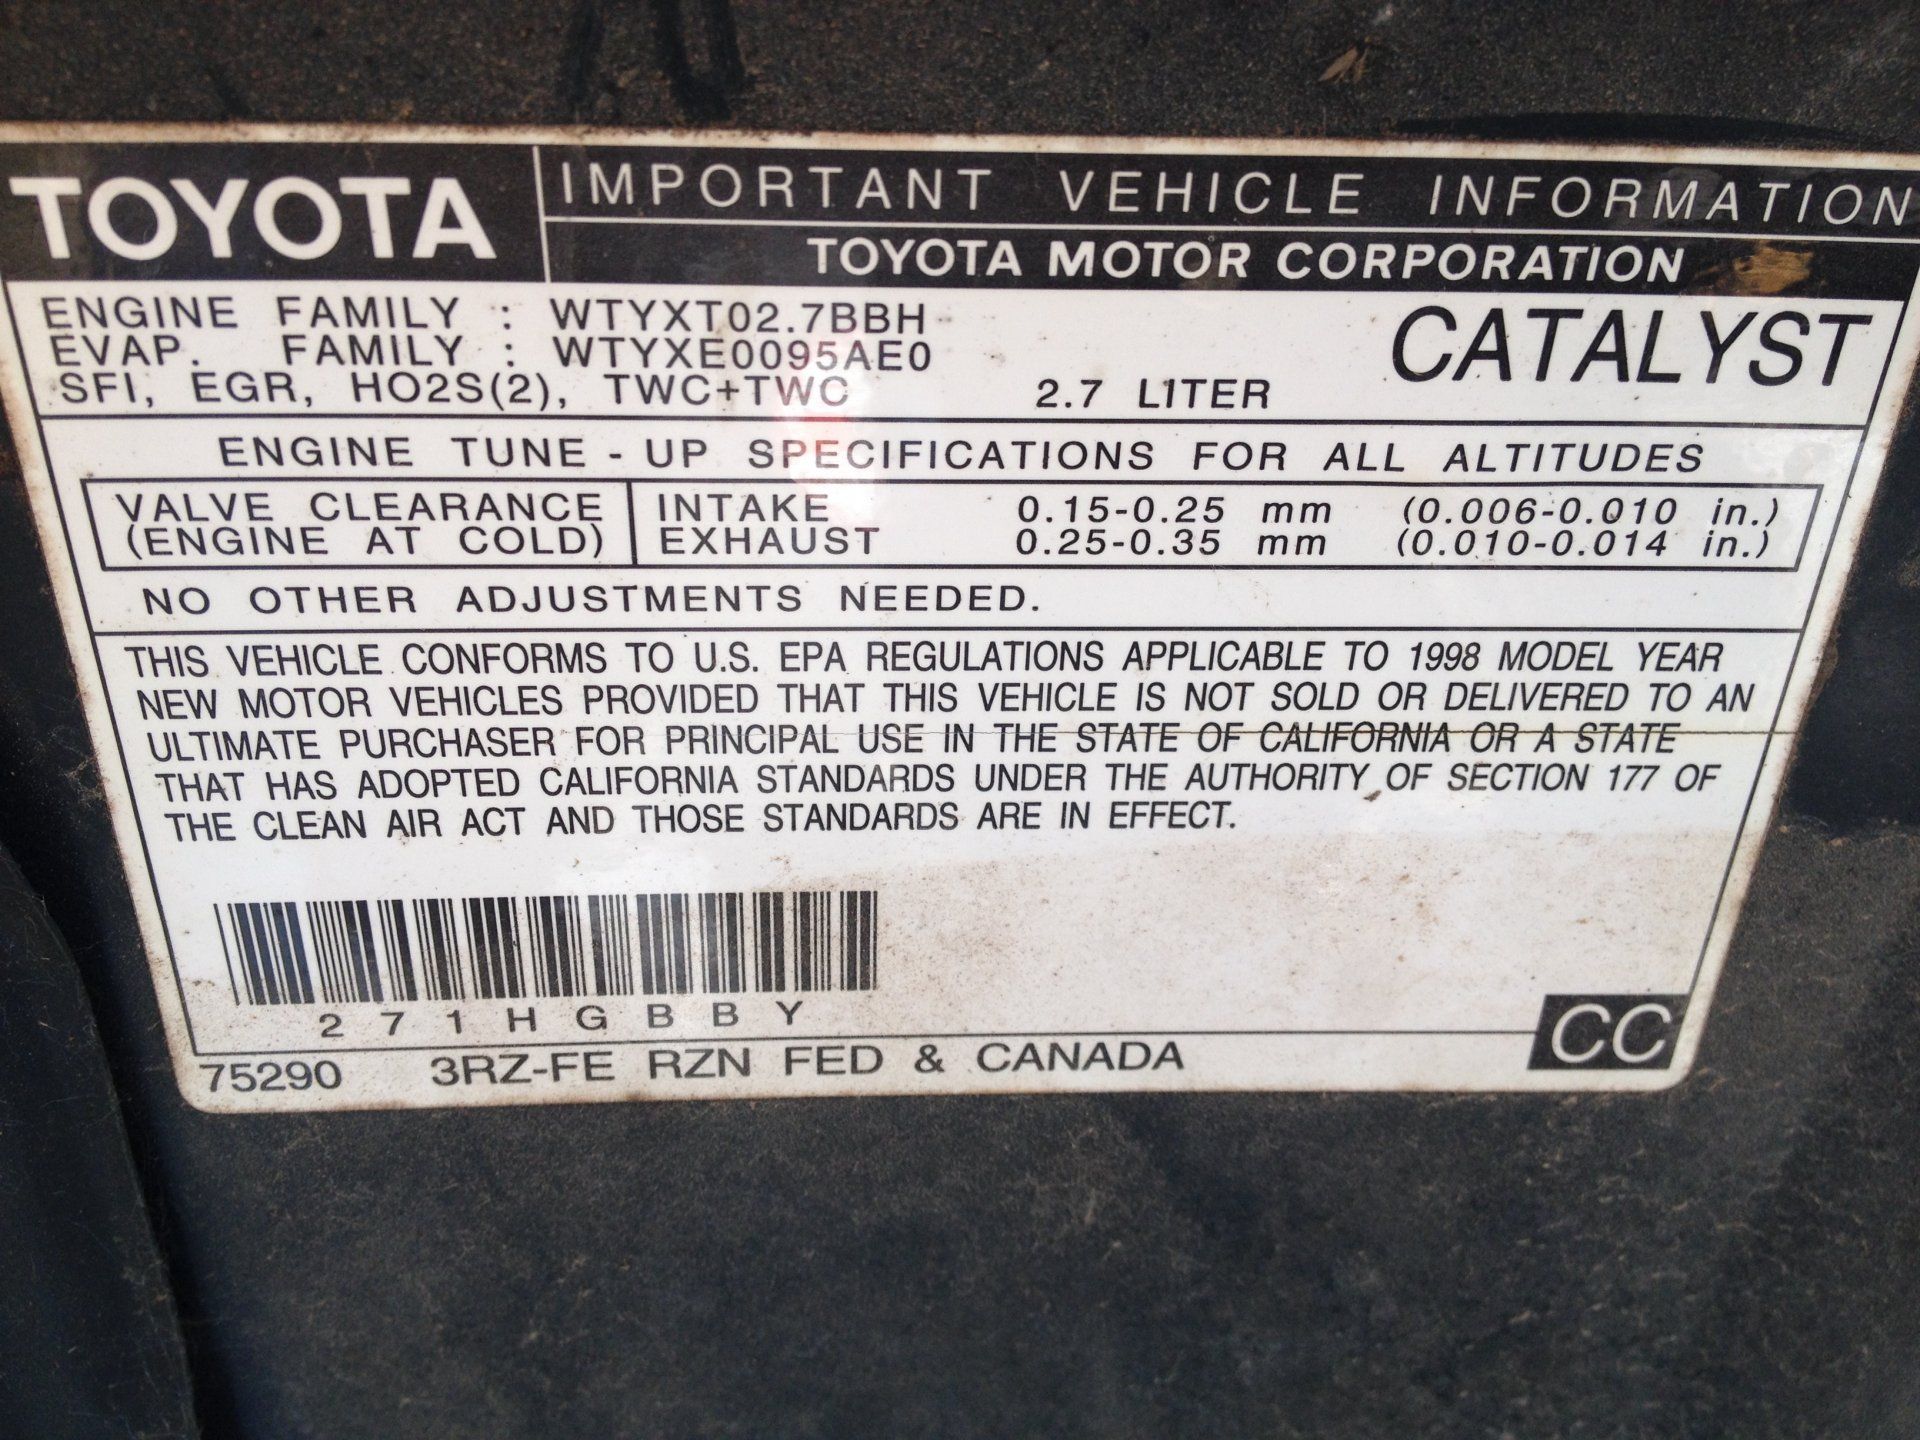 TOYOTA
IMPORTANT VEHICLE INFORMATION
TOYOTA MOTOR CORPORATION
ENGINE FAMILY : WTYXT02.7BBH
EVAP. FAMILY : WTYXE0095AE0
SFI, EGR, HO2S(2), TWC+TWC 2.7 LITER
CATALYST
ENGINE TUNE - UP SPECIFICATIONS FOR ALL ALTITUDES
VALVE CLEARANCE INTAKE 0.15-0.25 mm (0.006-0.010 in.)
(ENGINE AT COLD) EXHAUST 0.25-0.35 mm (0.010-0.014 in.)
NO OTHER ADJUSTMENTS NEEDED.
THIS VEHICLE CONFORMS TO U.S. EPA REGULATIONS APPLICABLE TO 1998 MODEL YEAR
NEW MOTOR VEHICLES PROVIDED THAT THIS VEHICLE IS NOT SOLD OR DELIVERED TO AN
ULTIMATE PURCHASER FOR PRINCIPAL USE IN THE STATE OF CALIFORNIA OR A STATE
THAT HAS ADOPTED CALIFORNIA STANDARDS UNDER THE AUTHORITY OF SECTION 177 OF
THE CLEAN AIR ACT AND THOSE STANDARDS ARE IN EFFECT.
271HGBBY
75290 3RZ-FE RZN FED & CANADA
CC